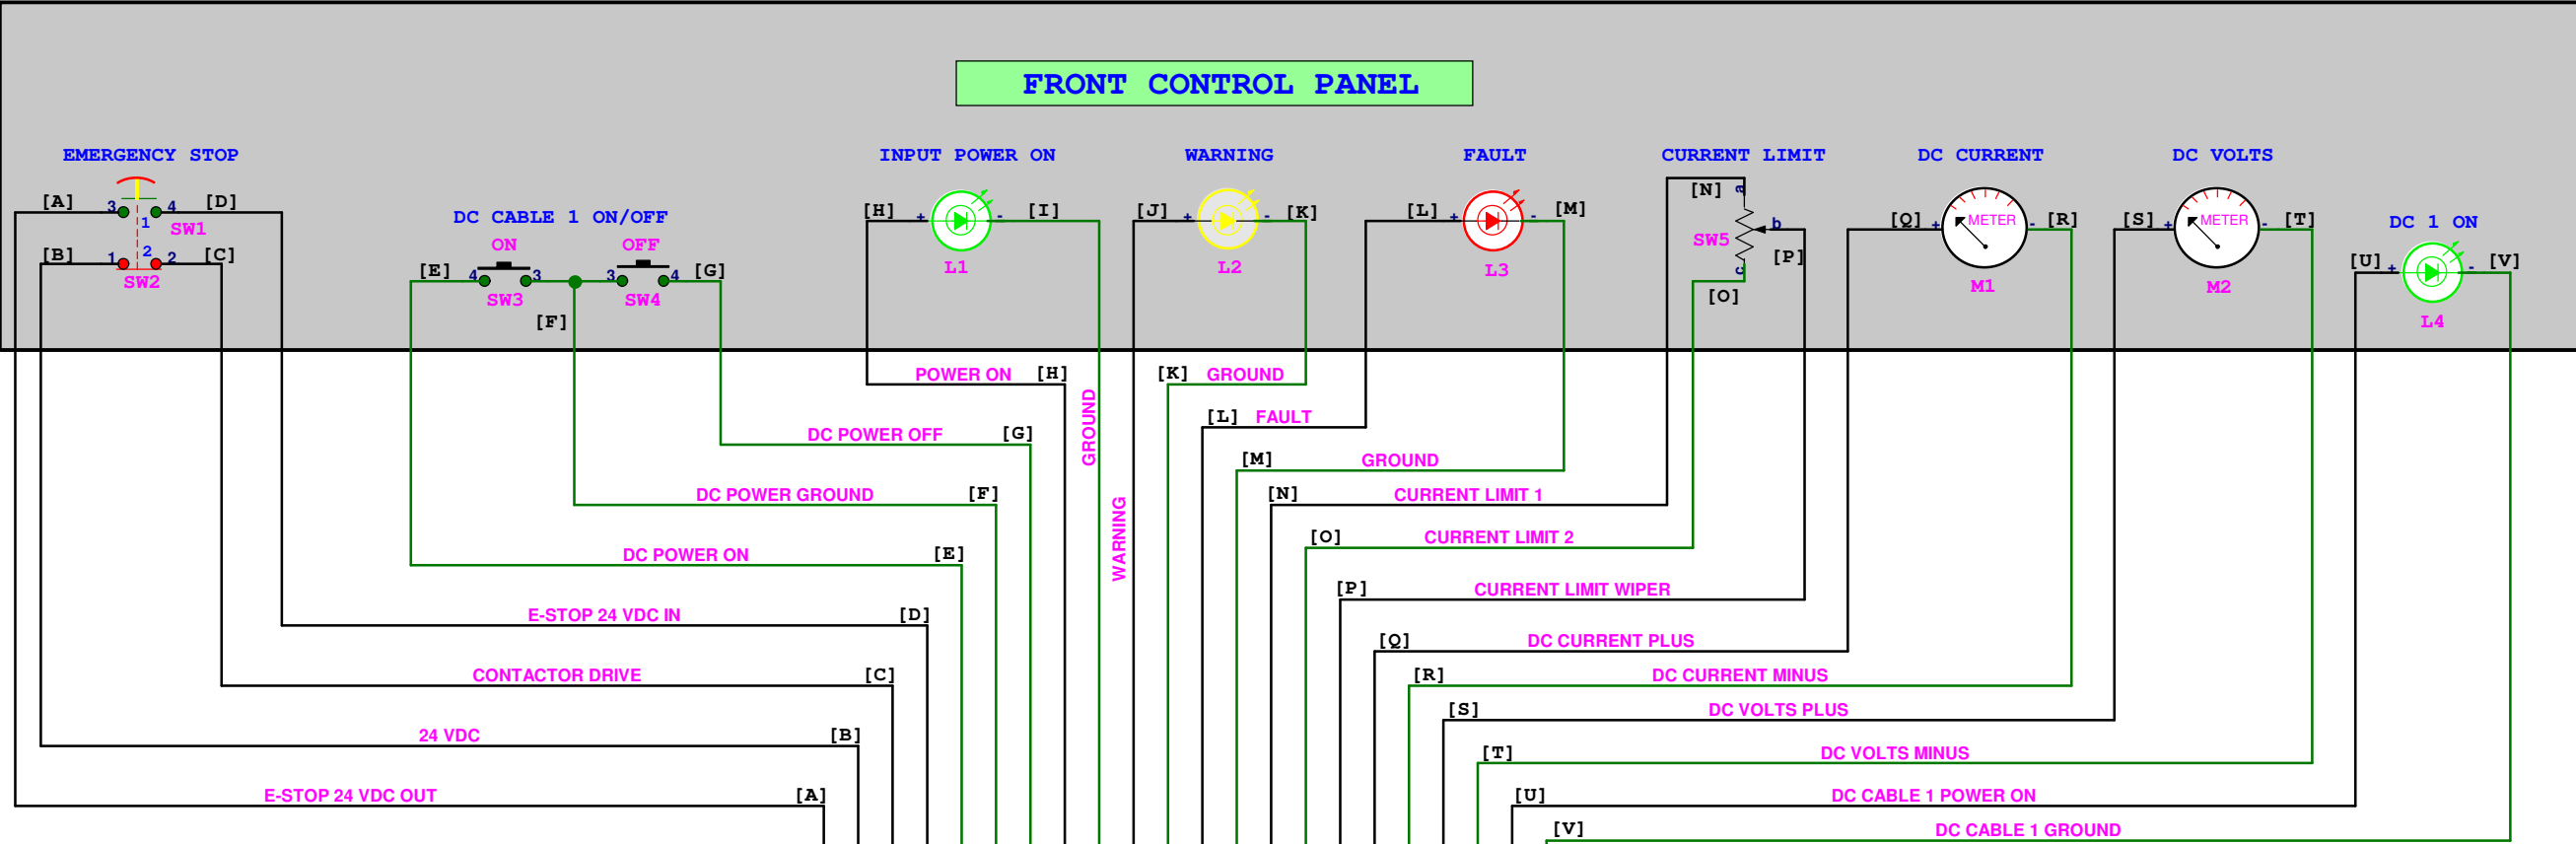 FRONT CONTROL PANEL
EMERGENCY STOP
INPUT POWER ON
WARNING
FAULT
CURRENT LIMIT
DC CURRENT
DC VOLTS
[A] 3 4 [D]
1 SW1
[B] 1 2 2 [C]
SW2
DC CABLE 1 ON/OFF
ON OFF
[E] 4 3 3 4 [G]
SW3 SW4
[F]
[H] + - [I]
L1
[J] + - [K]
L2
[L] + - [M]
L3
[N] a
SW5 b
[P]
c
[O]
[Q] + METER - [R]
M1
[S] + METER - [T]
M2
DC 1 ON
[U] + - [V]
L4
POWER ON [H]
GROUND
WARNING
[K] GROUND
[L] FAULT
DC POWER OFF [G]
[M] GROUND
DC POWER GROUND [F]
[N] CURRENT LIMIT 1
[O] CURRENT LIMIT 2
DC POWER ON [E]
[P] CURRENT LIMIT WIPER
E-STOP 24 VDC IN [D]
[Q] DC CURRENT PLUS
CONTACTOR DRIVE [C]
[R] DC CURRENT MINUS
[S] DC VOLTS PLUS
24 VDC [B]
[T] DC VOLTS MINUS
E-STOP 24 VDC OUT [A]
[U] DC CABLE 1 POWER ON
[V] DC CABLE 1 GROUND